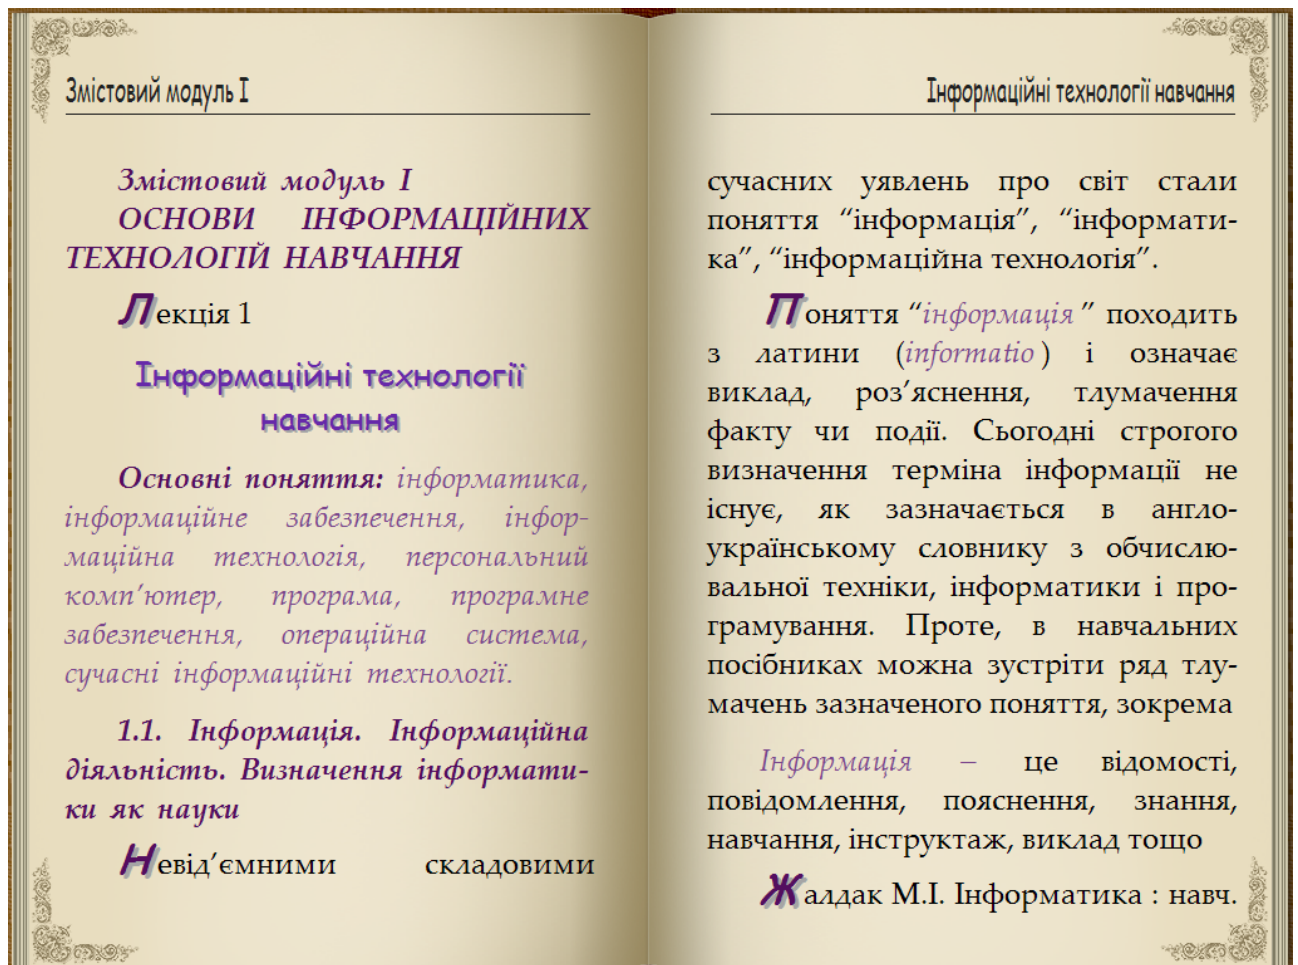 Змістовий модуль I
Змістовий модуль I
ОСНОВИ ІНФОРМАЦІЙНИХ
ТЕХНОЛОГІЙ НАВЧАННЯ
Лекція 1
Інформаційні технології
навчання
Основні поняття: інформатика,
інформаційне забезпечення, інфор-
маційна технологія, персональний
комп’ютер, програма, програмне
забезпечення, операційна система,
сучасні інформаційні технології.
1.1. Інформація. Інформаційна
діяльність. Визначення інформати-
ки як науки
Невід’ємними складовими
Інформаційні технології навчання
сучасних уявлень про світ стали
поняття “інформація”, “інформати-
ка”, “інформаційна технологія”.
Поняття “інформація” походить
з латини (informatio) і означає
виклад, роз’яснення, тлумачення
факту чи події. Сьогодні строгого
визначення терміна інформації не
існує, як зазначається в англо-
українському словнику з обчислю-
вальної техніки, інформатики і про-
грамування. Проте, в навчальних
посібниках можна зустріти ряд тлу-
мачень зазначеного поняття, зокрема
Інформація – це відомості,
повідомлення, пояснення, знання,
навчання, інструктаж, виклад тощо
Жалдак М.І. Інформатика : навч.